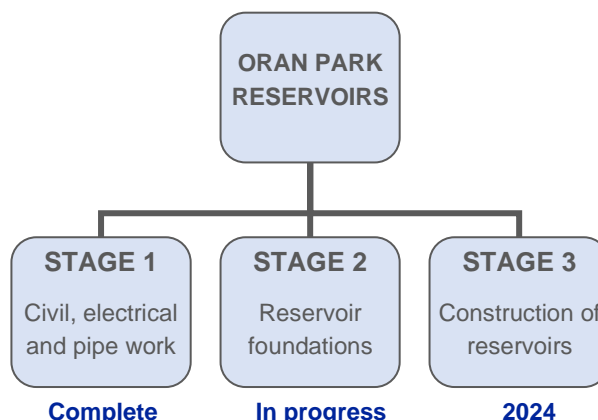 ORAN PARK
RESERVOIRS
STAGE 1
Civil, electrical
and pipe work
Complete
STAGE 2
Reservoir
foundations
In progress
STAGE 3
Construction of
reservoirs
2024